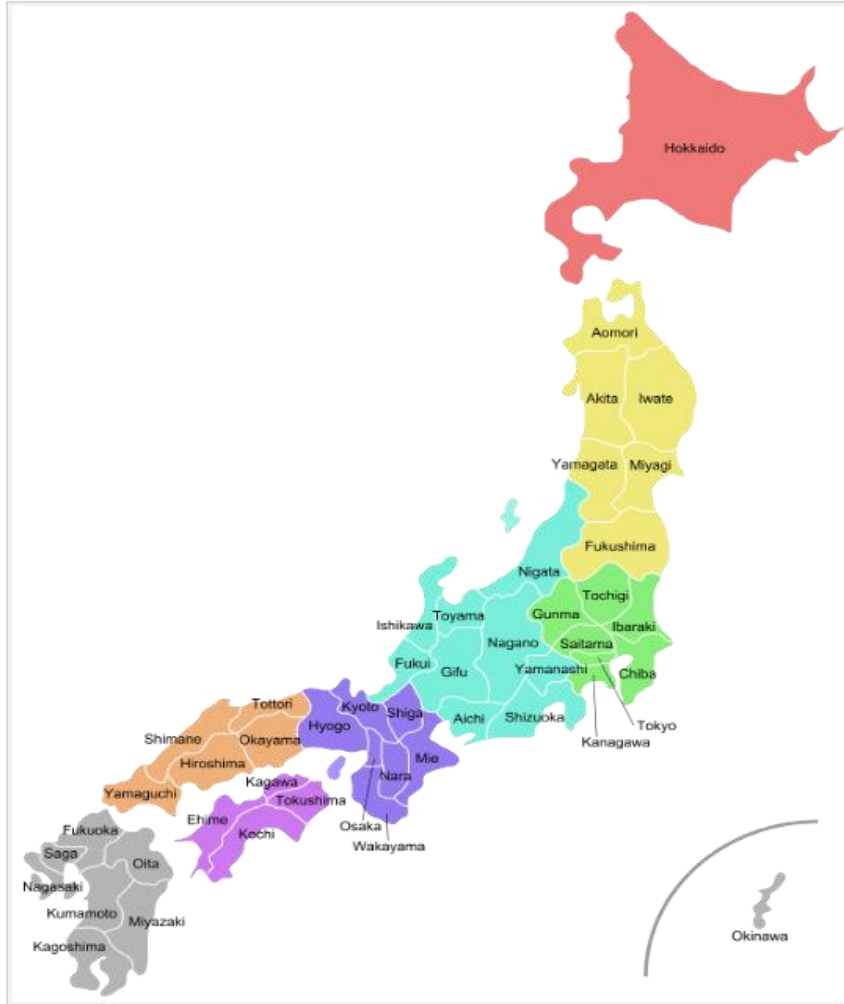 Hokkaido
Aomori
Akita
Iwate
Yamagata
Miyagi
Fukushima
Nigata
Tochigi
Gunma
Ibaraki
Toyama
Ishikawa
Nagano
Saitama
Fukui
Gifu
Yamanashi
Chiba
Tottori
Kyoto
Shiga
Aichi
Shizuoka
Tokyo
Hyogo
Shimane
Okayama
Kanagawa
Mie
Hiroshima
Nara
Kagawa
Yamaguchi
Tokushima
Ehime
Osaka
Fukuoka
Kochi
Wakayama
Saga
Oita
Nagasaki
Kumamoto
Miyazaki
Okinawa
Kagoshima